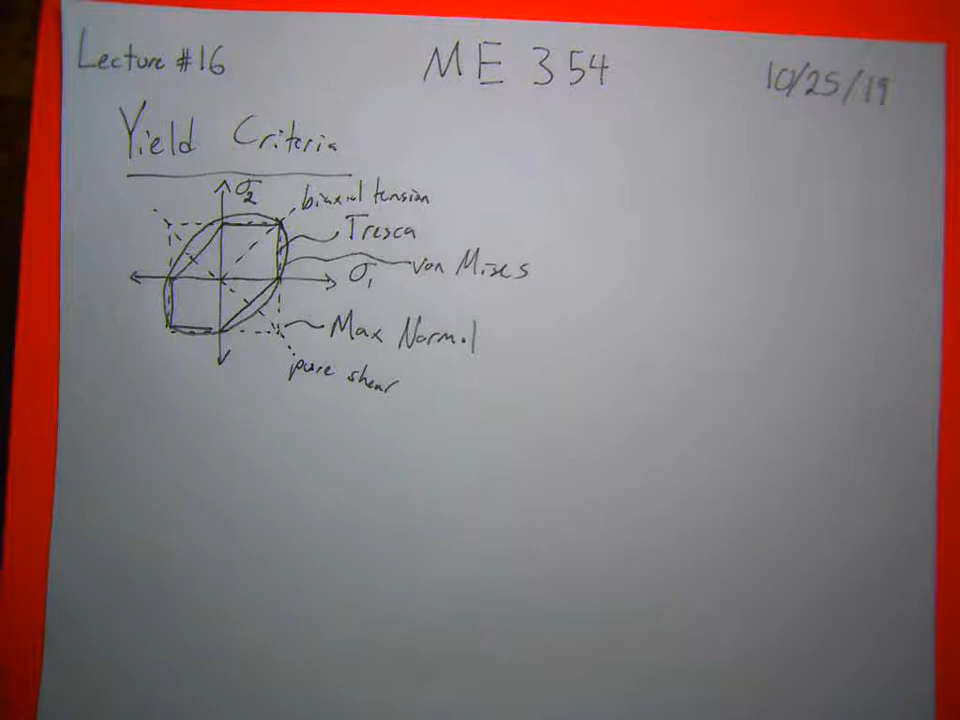 Lecture #16
ME 354
10/25/19
Yield Criteria
σ2
biaxial tension
Tresca
σ1
von Mises
Max Normal
pure shear